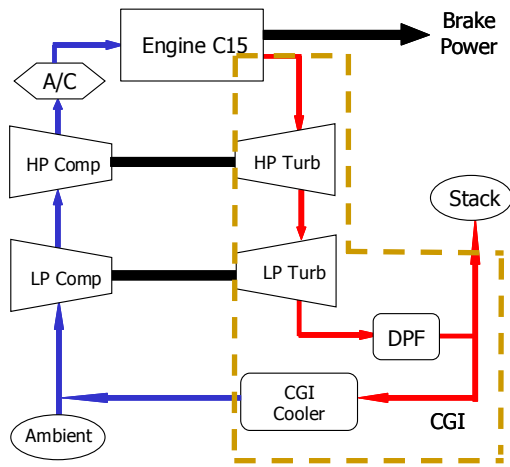 Engine C15
Brake
Power
A/C
HP Comp
HP Turb
Stack
LP Comp
LP Turb
DPF
CGI
Cooler
CGI
Ambient